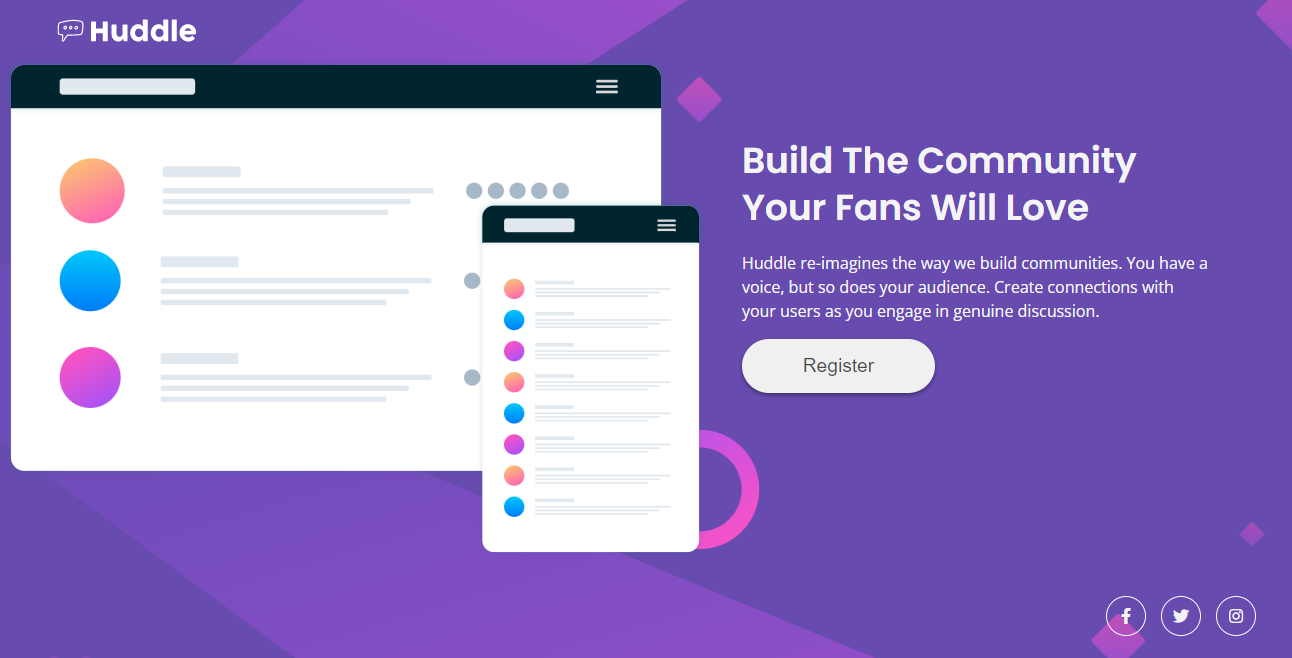 Huddle
Build The Community
Your Fans Will Love
Huddle re-imagines the way we build communities. You have a
voice, but so does your audience. Create connections with
your users as you engage in genuine discussion.
Register